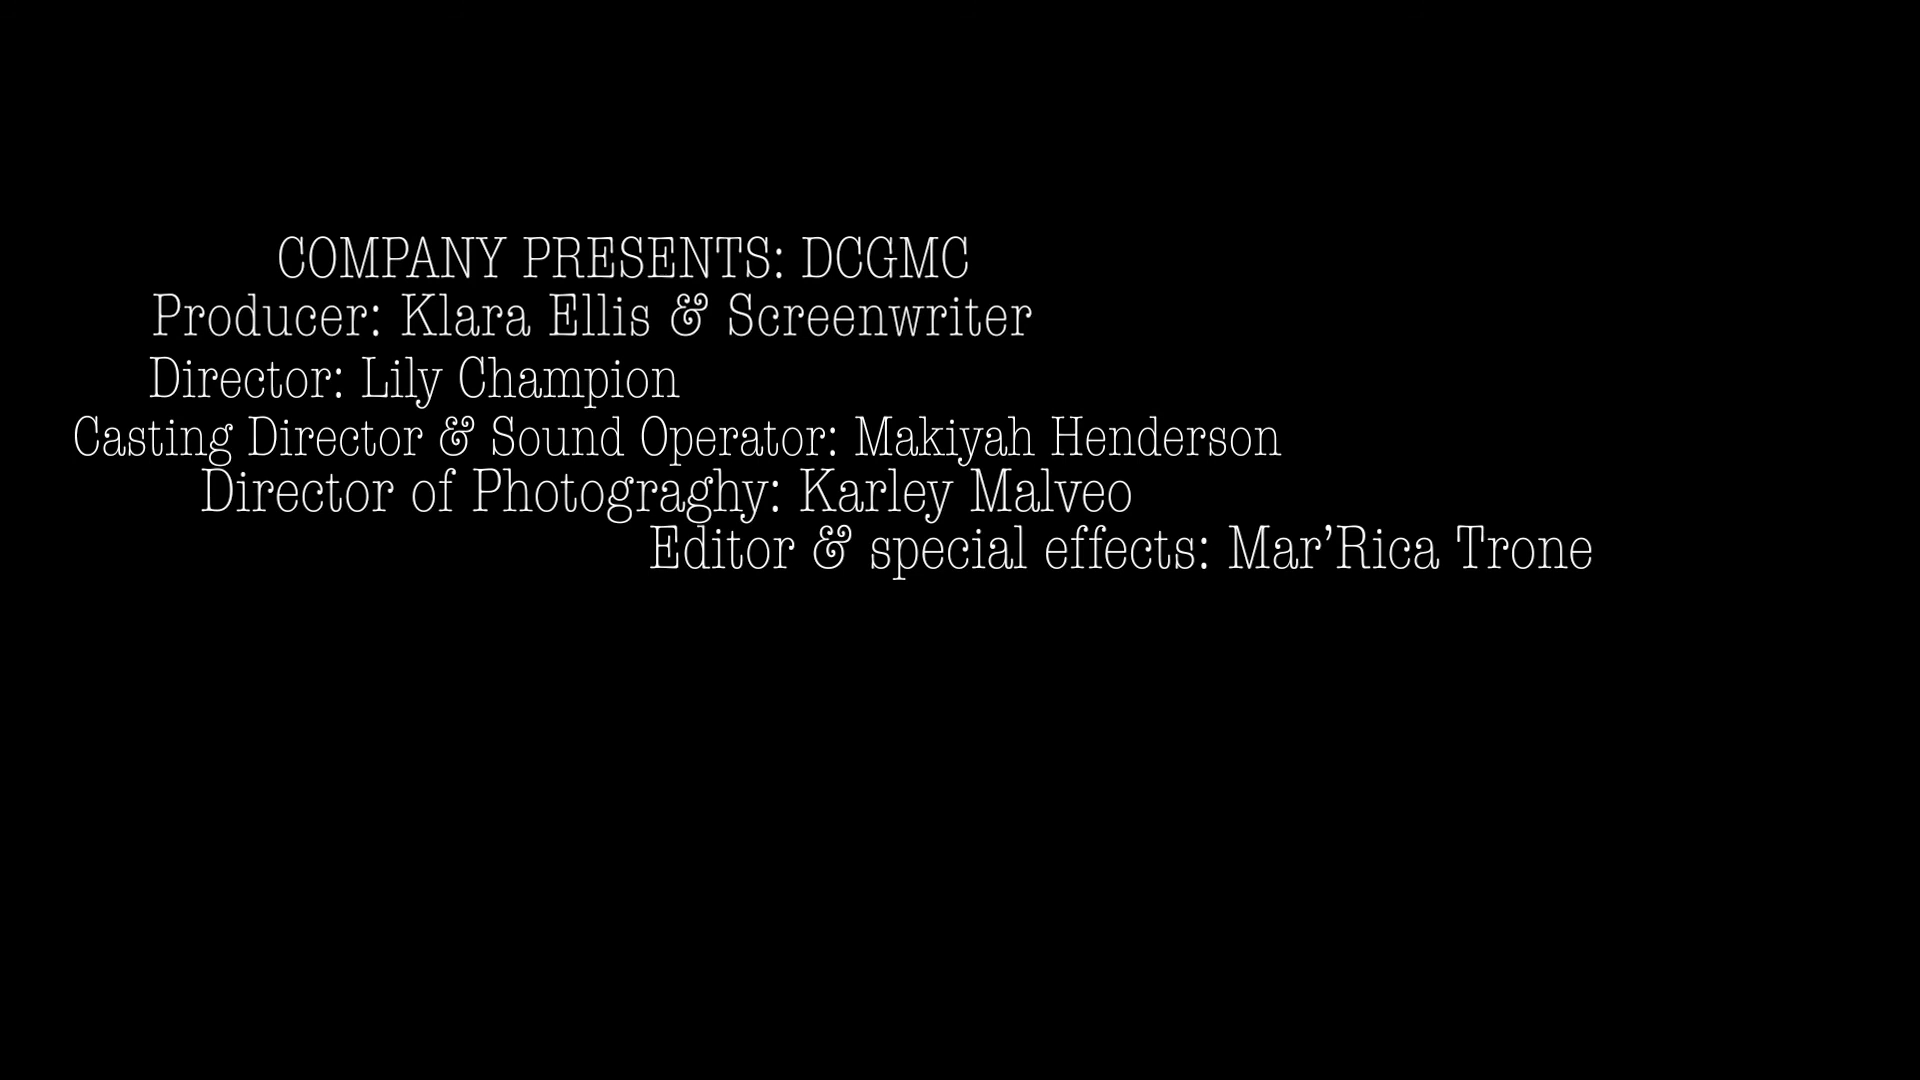 COMPANY PRESENTS: DCGMC
Producer: Klara Ellis & Screenwriter
Director: Lily Champion
Casting Director & Sound Operator: Makiyah Henderson
Director of Photograghy: Karley Malveo
Editor & special effects: Mar’Rica Trone